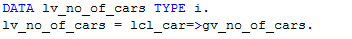 DATA lv_no_of_cars TYPE i.
lv_no_of_cars = lcl_car=>gv_no_of_cars.